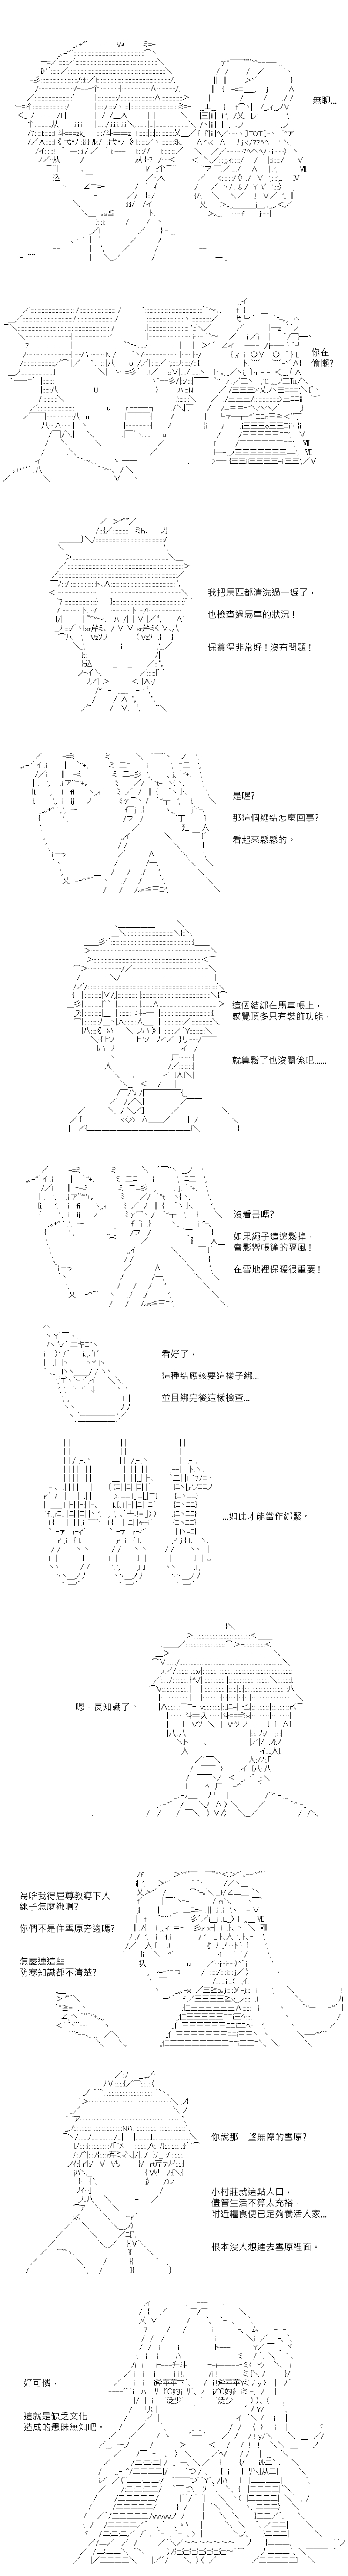 無聊...
你在
偷懶？
我把馬匹都清洗過一遍了，
也檢查過馬車的狀況！
保養得非常好！沒有問題！
是喔？
那這個繩結怎麼回事？
看起來鬆鬆的。
這個結綁在馬車帳上，
感覺頂多只有裝飾功能，
就算鬆了也沒關係吧......
沒看書嗎？
如果繩子這邊鬆掉，
會影響帳篷的隔風！
在雪地裡保暖很重要！
看好了，
這種結應該要這樣子綁...
並且綁完後這樣檢查...
...如此才能當作綁緊。
嗯，長知識了。
為啥我得屈尊教導下人
繩子怎麼綁啊？
你們不是住雪原旁邊嗎？
怎麼連這些
防寒知識都不清楚？
你說那一望無際的雪原？
小村莊就這點人口，
儘管生活不算太充裕，
附近糧食便已足夠養活大家...
根本沒人想進去雪原裡面。
好可憐，
這就是缺乏文化
造成的愚昧無知吧。